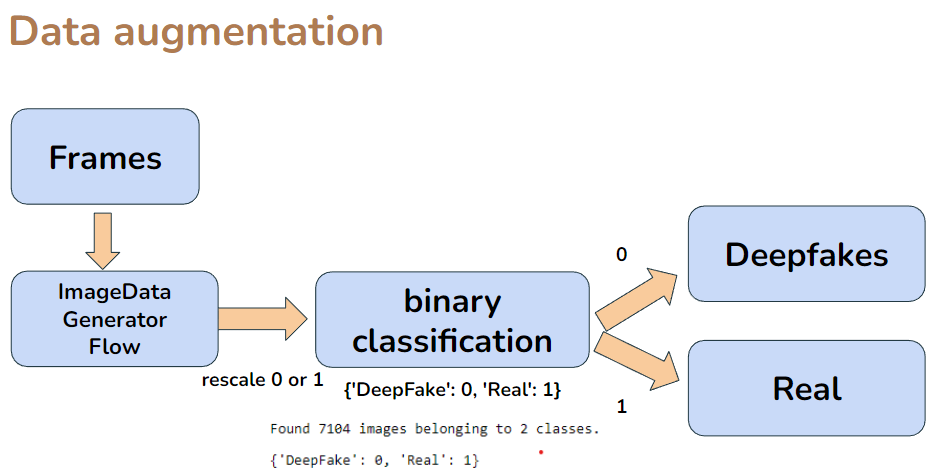 Data augmentation
Frames
ImageData
Generator
Flow
rescale 0 or 1
binary
classification
{'DeepFake': 0, 'Real': 1}
0
Deepfakes
1
Real
Found 7104 images belonging to 2 classes.
{'DeepFake': 0, 'Real': 1}